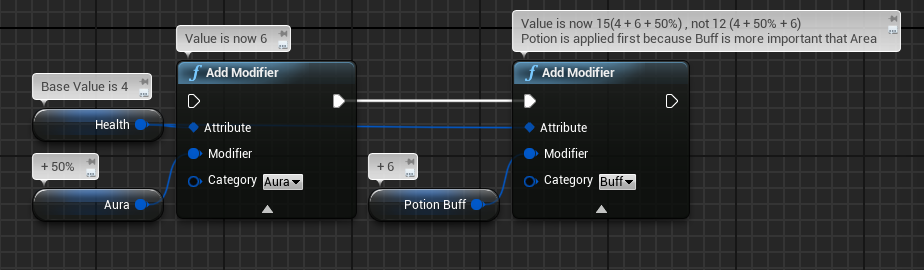 Value is now 6
Value is now 15(4 + 6 + 50%) , not 12 (4 + 50% + 6)
Potion is applied first because Buff is more important that Area
Base Value is 4
Health
+ 50%
Aura
f Add Modifier
Attribute
Modifier
Category Aura
+ 6
Potion Buff
f Add Modifier
Attribute
Modifier
Category Buff